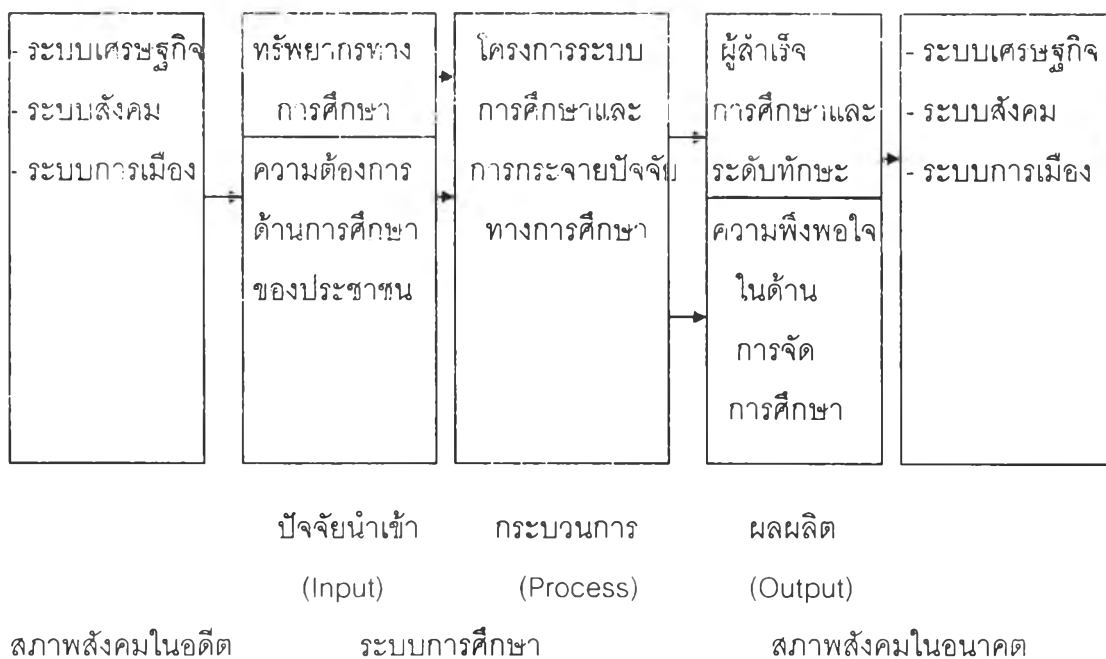 - ระบบเศรษฐกิจ
- ระบบสังคม
- ระบบการเมือง
ทรัพยากรทาง
การศึกษา
ความต้องการ
ด้านการศึกษา
ของประชาชน
โครงการระบบ
การศึกษาและ
การกระจายปัจจัย
ทางการศึกษา
ผู้สำเร็จ
การศึกษาและ
ระดับทักษะ
ความพึงพอใจ
ในด้าน
การจัด
การศึกษา
- ระบบเศรษฐกิจ
- ระบบสังคม
- ระบบการเมือง
ปัจจัยนำเข้า กระบวนการ ผลผลิต
(Input) (Process) (Output)
สภาพสังคมในอดีต ระบบการศึกษา สภาพสังคมในอนาคต